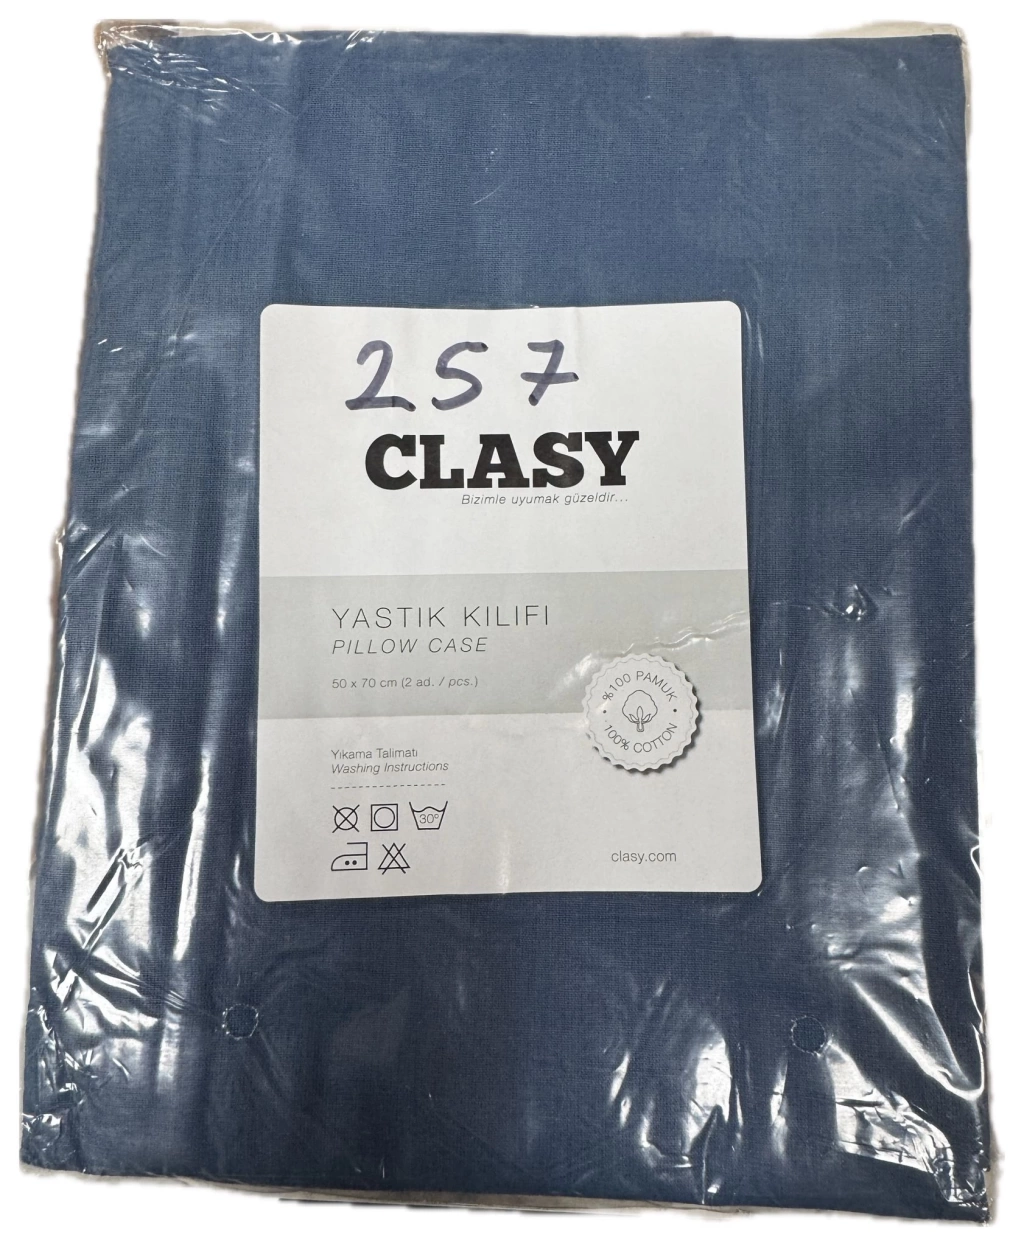 257
CLASY
Bizimle uyumak güzeldir...
YASTIK KILIFI
PILLOW CASE
50 x 70 cm (2 ad. / pcs.)
%100 PAMUK
100% COTTON
Yıkama Talimatı
Washing Instructions
30°
clasy.com